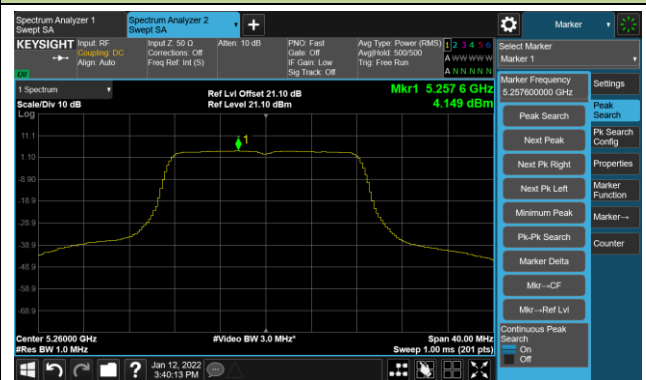 Spectrum Analyzer 1
Swept SA
Spectrum Analyzer 2
Swept SA
+
Marker
KEYSIGHT
Input: RF
Coupling: DC
Align: Auto
Input Z: 50 Ω
Corrections: Off
Freq Ref: Int (S)
Atten: 10 dB
PNO: Fast
Gate: Off
IF Gain: Low
Sig Track: Off
Avg Type: Power (RMS)
Avg|Hold: 500/500
Trig: Free Run
1 2 3 4 5 6
A W W W W W
A N N N N N
Select Marker
Marker 1
1 Spectrum
Scale/Div 10 dB
Log
Ref Lvl Offset 21.10 dB
Ref Level 21.10 dBm
Mkr1 5.257 6 GHz
4.149 dBm
1
11.1
1.10
-8.90
-18.9
-28.9
-38.9
-48.9
-58.9
-68.9
Center 5.26000 GHz
#Res BW 1.0 MHz
#Video BW 3.0 MHz*
Span 40.00 MHz
Sweep 1.00 ms (201 pts)
Marker Frequency
5.257600000 GHz
Peak Search
Next Peak
Next Pk Right
Next Pk Left
Minimum Peak
Pk-Pk Search
Marker Delta
Mkr→CF
Mkr→Ref Lvl
Continuous Peak
Search
On
Off
Settings
Peak
Search
Pk Search
Config
Properties
Marker
Function
Marker→
Counter
?
Jan 12, 2022
3:40:13 PM